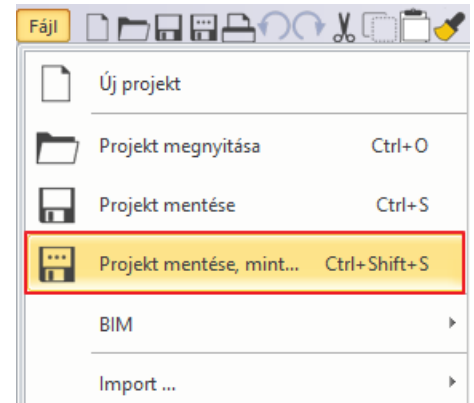 Fájl
Új projekt
Projekt megnyitása Ctrl+O
Projekt mentése Ctrl+S
Projekt mentése, mint... Ctrl+Shift+S
BIM
Import ...